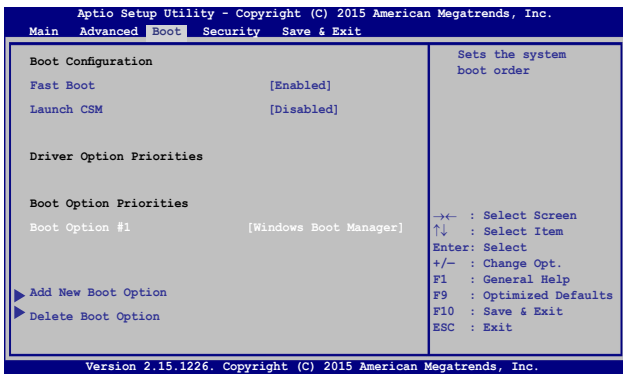 Aptio Setup Utility - Copyright (C) 2015 American Megatrends, Inc.
Main Advanced Boot Security Save & Exit
Boot Configuration
Fast Boot [Enabled]
Launch CSM [Disabled]
Driver Option Priorities
Boot Option Priorities
Boot Option #1 [Windows Boot Manager]
Add New Boot Option
Delete Boot Option
Sets the system
boot order
→← : Select Screen
↑↓ : Select Item
Enter: Select
+/— : Change Opt.
F1 : General Help
F9 : Optimized Defaults
F10 : Save & Exit
ESC : Exit
Version 2.15.1226. Copyright (C) 2015 American Megatrends, Inc.